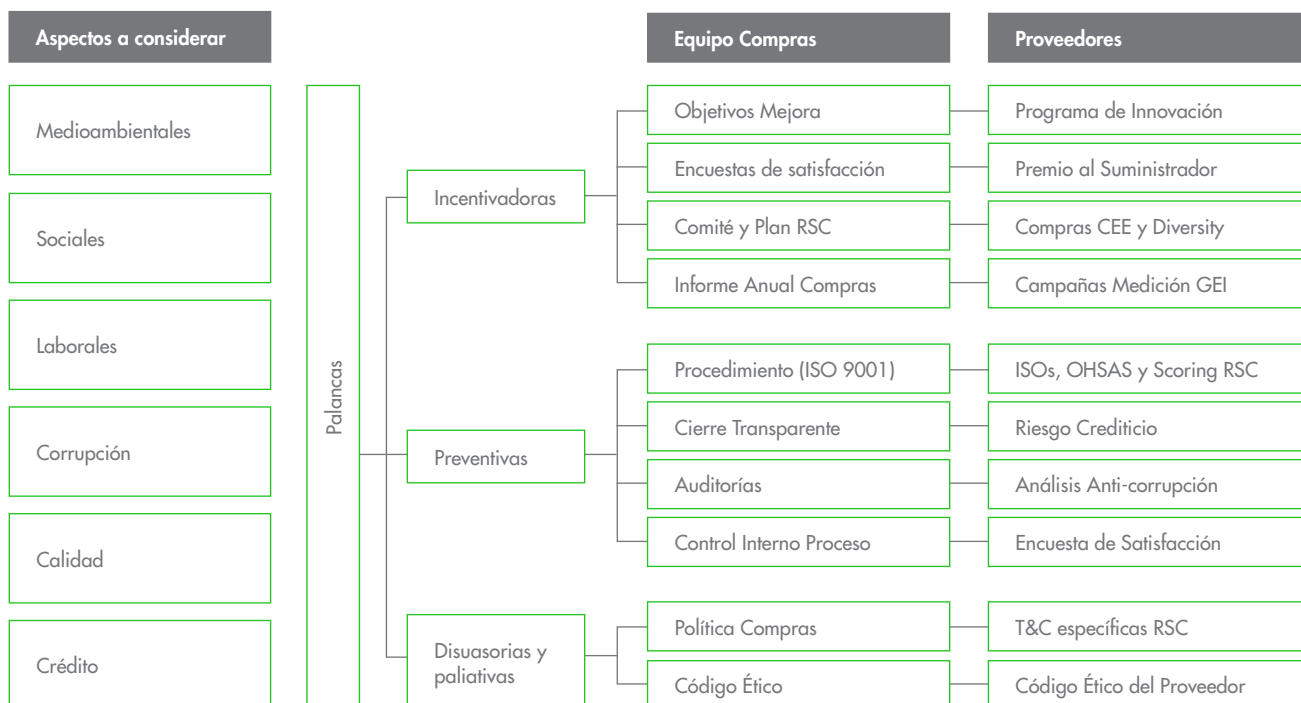 Aspectos a considerar
Equipo Compras
Proveedores
Medioambientales
Sociales
Laborales
Corrupción
Calidad
Crédito
Palancas
Incentivadoras
Objetivos Mejora
Programa de Innovación
Encuestas de satisfacción
Premio al Suministrador
Comité y Plan RSC
Compras CEE y Diversity
Informe Anual Compras
Campañas Medición GEI
Preventivas
Procedimiento (ISO 9001)
ISOs, OHSAS y Scoring RSC
Cierre Transparente
Riesgo Crediticio
Auditorías
Análisis Anti-corrupción
Control Interno Proceso
Encuesta de Satisfacción
Disuasorias y
paliativas
Política Compras
T&C específicas RSC
Código Ético
Código Ético del Proveedor